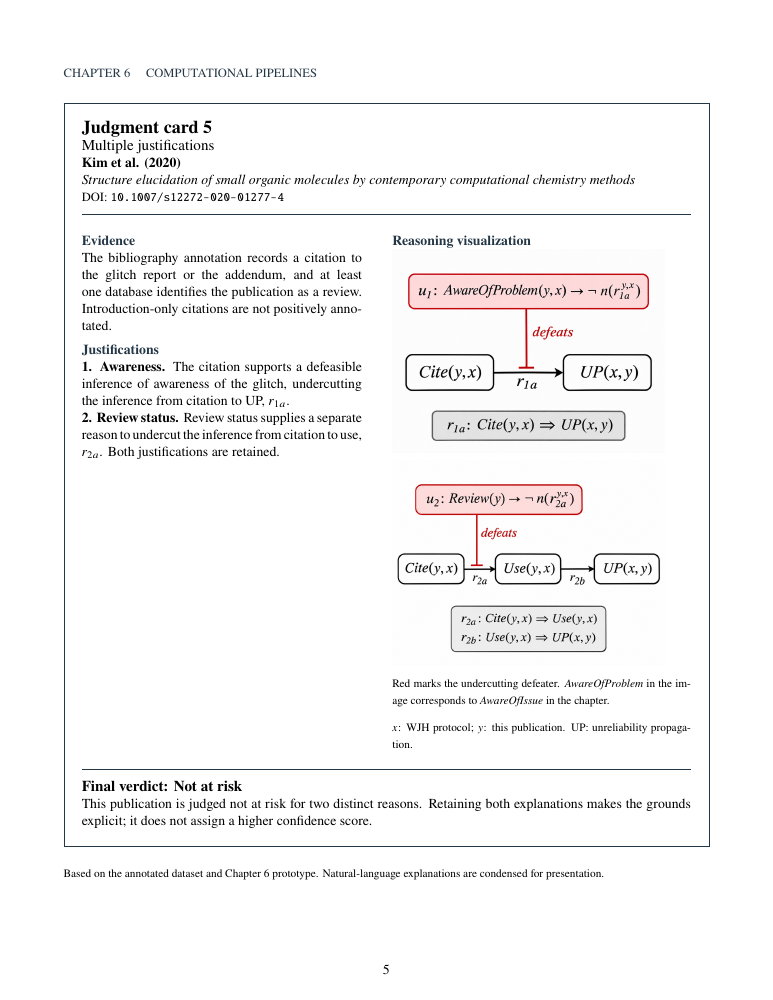 CHAPTER 6 COMPUTATIONAL PIPELINES
Judgment card 5
Multiple justifications
Kim et al. (2020)
Structure elucidation of small organic molecules by contemporary computational chemistry methods
DOI: 10.1007/s12272-020-01277-4
Evidence
The bibliography annotation records a citation to
the glitch report or the addendum, and at least
one database identifies the publication as a review.
Introduction-only citations are not positively anno-
tated.
Justifications
1. Awareness. The citation supports a defeasible
inference of awareness of the glitch, undercutting
the inference from citation to UP, r1a.
2. Review status. Review status supplies a separate
reason to undercut the inference from citation to use,
r2a. Both justifications are retained.
Reasoning visualization
u1: AwareOfProblem(y, x) → ¬ n(r1a^y,x)
defeats
Cite(y, x)
r1a
UP(x, y)
r1a: Cite(y, x) ⇒ UP(x, y)
u2: Review(y) → ¬ n(r2a^y,x)
defeats
Cite(y, x)
r2a
Use(y, x)
r2b
UP(x, y)
r2a: Cite(y, x) ⇒ Use(y, x)
r2b: Use(y, x) ⇒ UP(x, y)
Red marks the undercutting defeater. AwareOfProblem in the im-
age corresponds to AwareOfIssue in the chapter.
x: WJH protocol; y: this publication. UP: unreliability propaga-
tion.
Final verdict: Not at risk
This publication is judged not at risk for two distinct reasons. Retaining both explanations makes the grounds
explicit; it does not assign a higher confidence score.
Based on the annotated dataset and Chapter 6 prototype. Natural-language explanations are condensed for presentation.
5